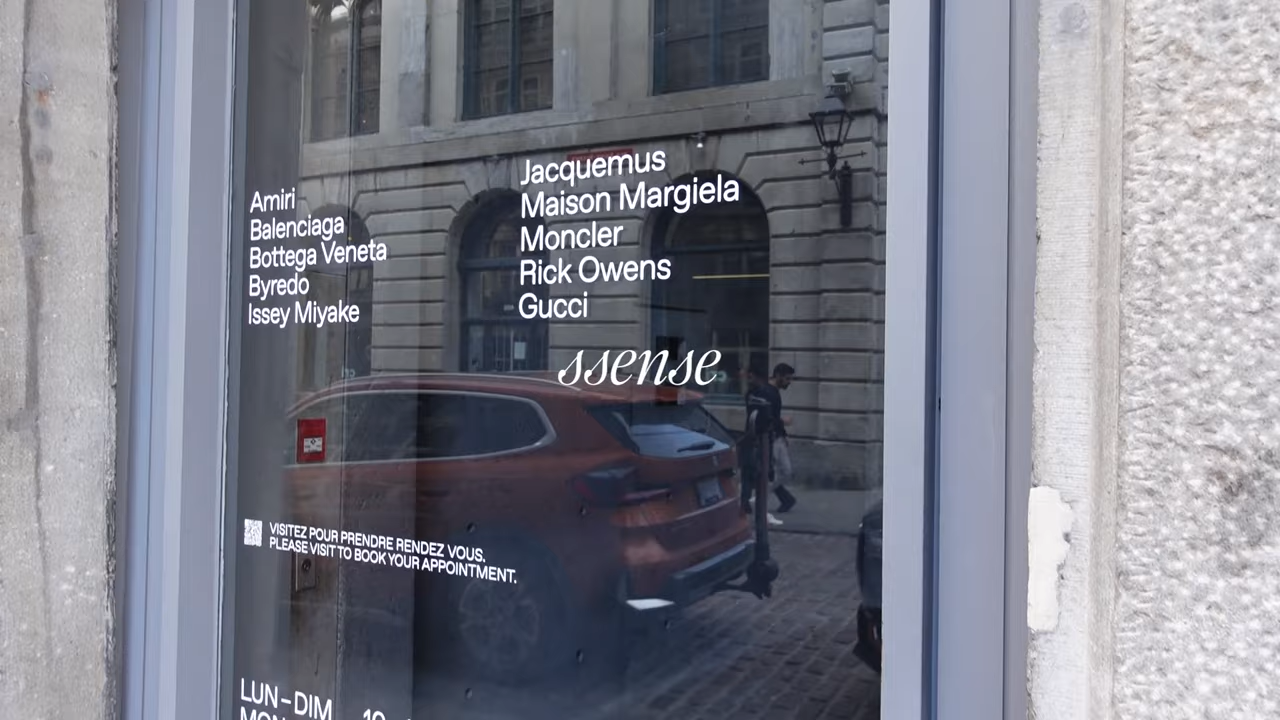 Amiri
Balenciaga
Bottega Veneta
Byredo
Issey Miyake
Jacquemus
Maison Margiela
Moncler
Rick Owens
Gucci
ssense
VISITEZ POUR PRENDRE RENDEZ VOUS.
PLEASE VISIT TO BOOK YOUR APPOINTMENT.
LUN-DIM